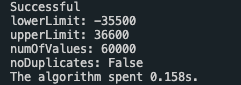 Successful
lowerLimit: -35500
upperLimit: 36600
numOfValues: 60000
noDuplicates: False
The algorithm spent 0.158s.